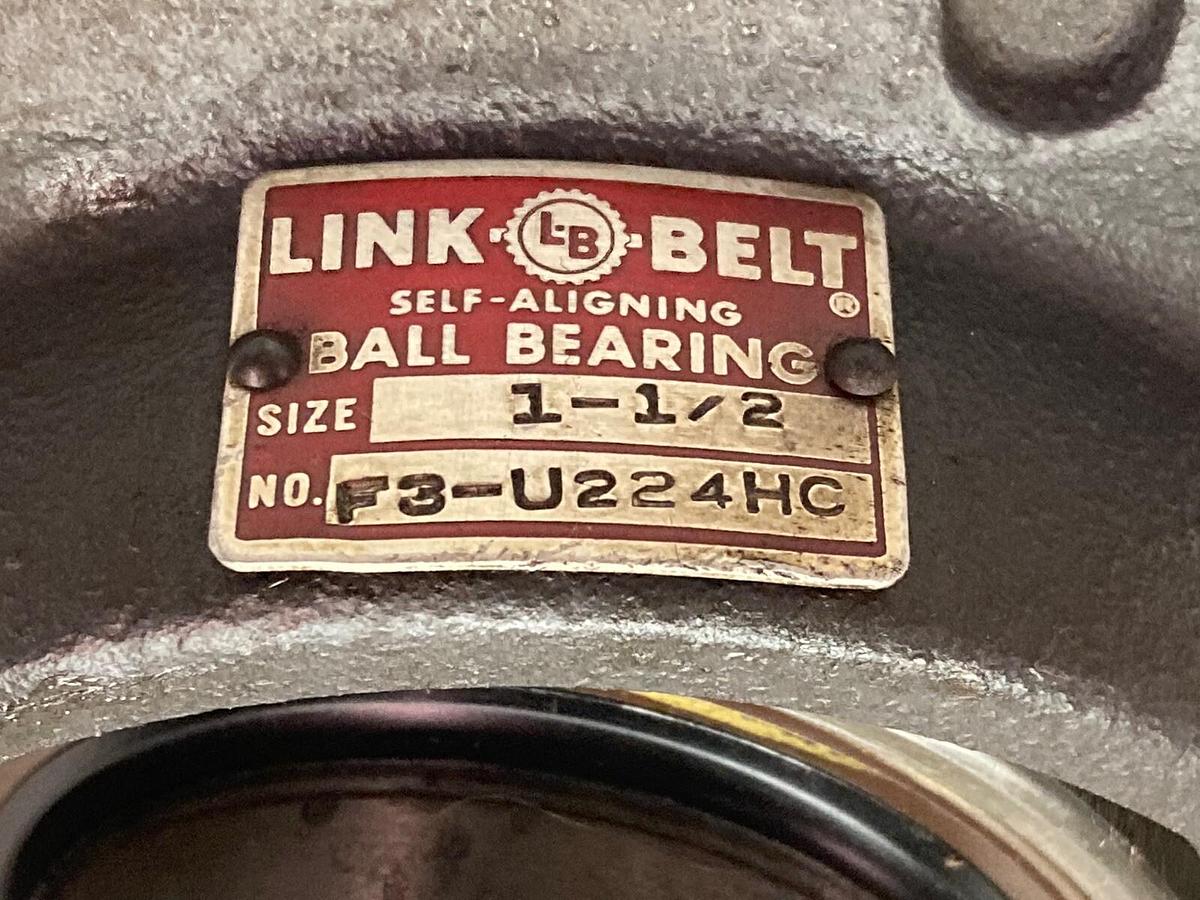 LINK LB BELT ®
SELF-ALIGNING
BALL BEARING
SIZE 1-1/2
NO. F3-U224HC